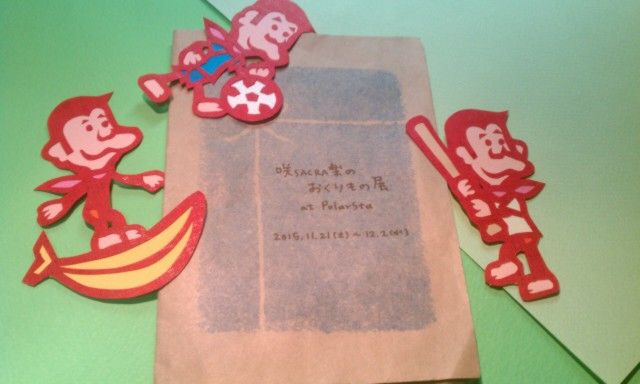 咲SACRA楽の
おくりもの展
at Polarsta
2015.11.21(土)~12.2(水)